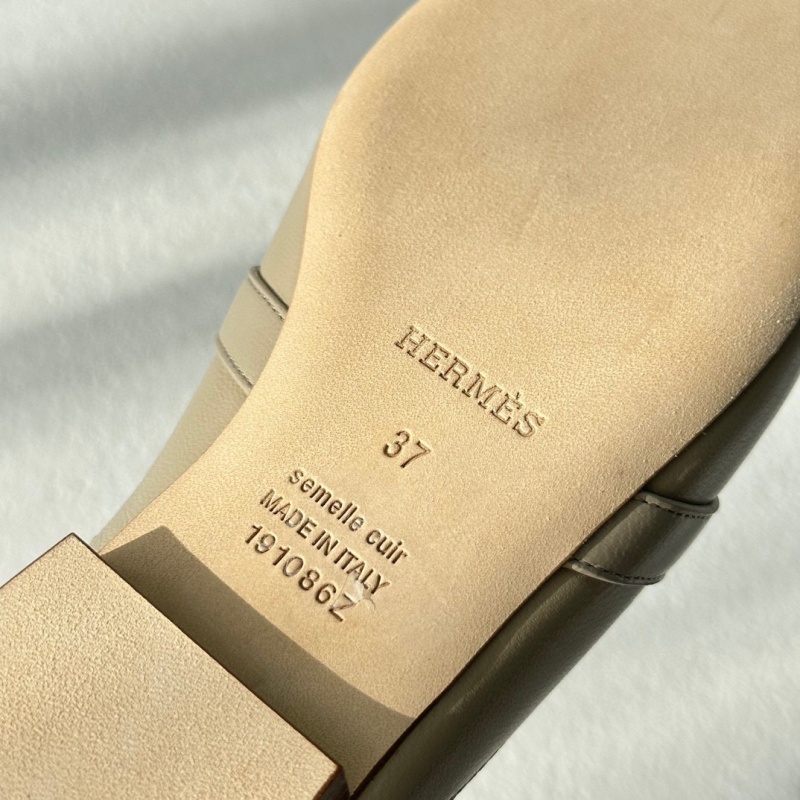 HERMÈS
37
semelle cuir
MADE IN ITALY
191086Z